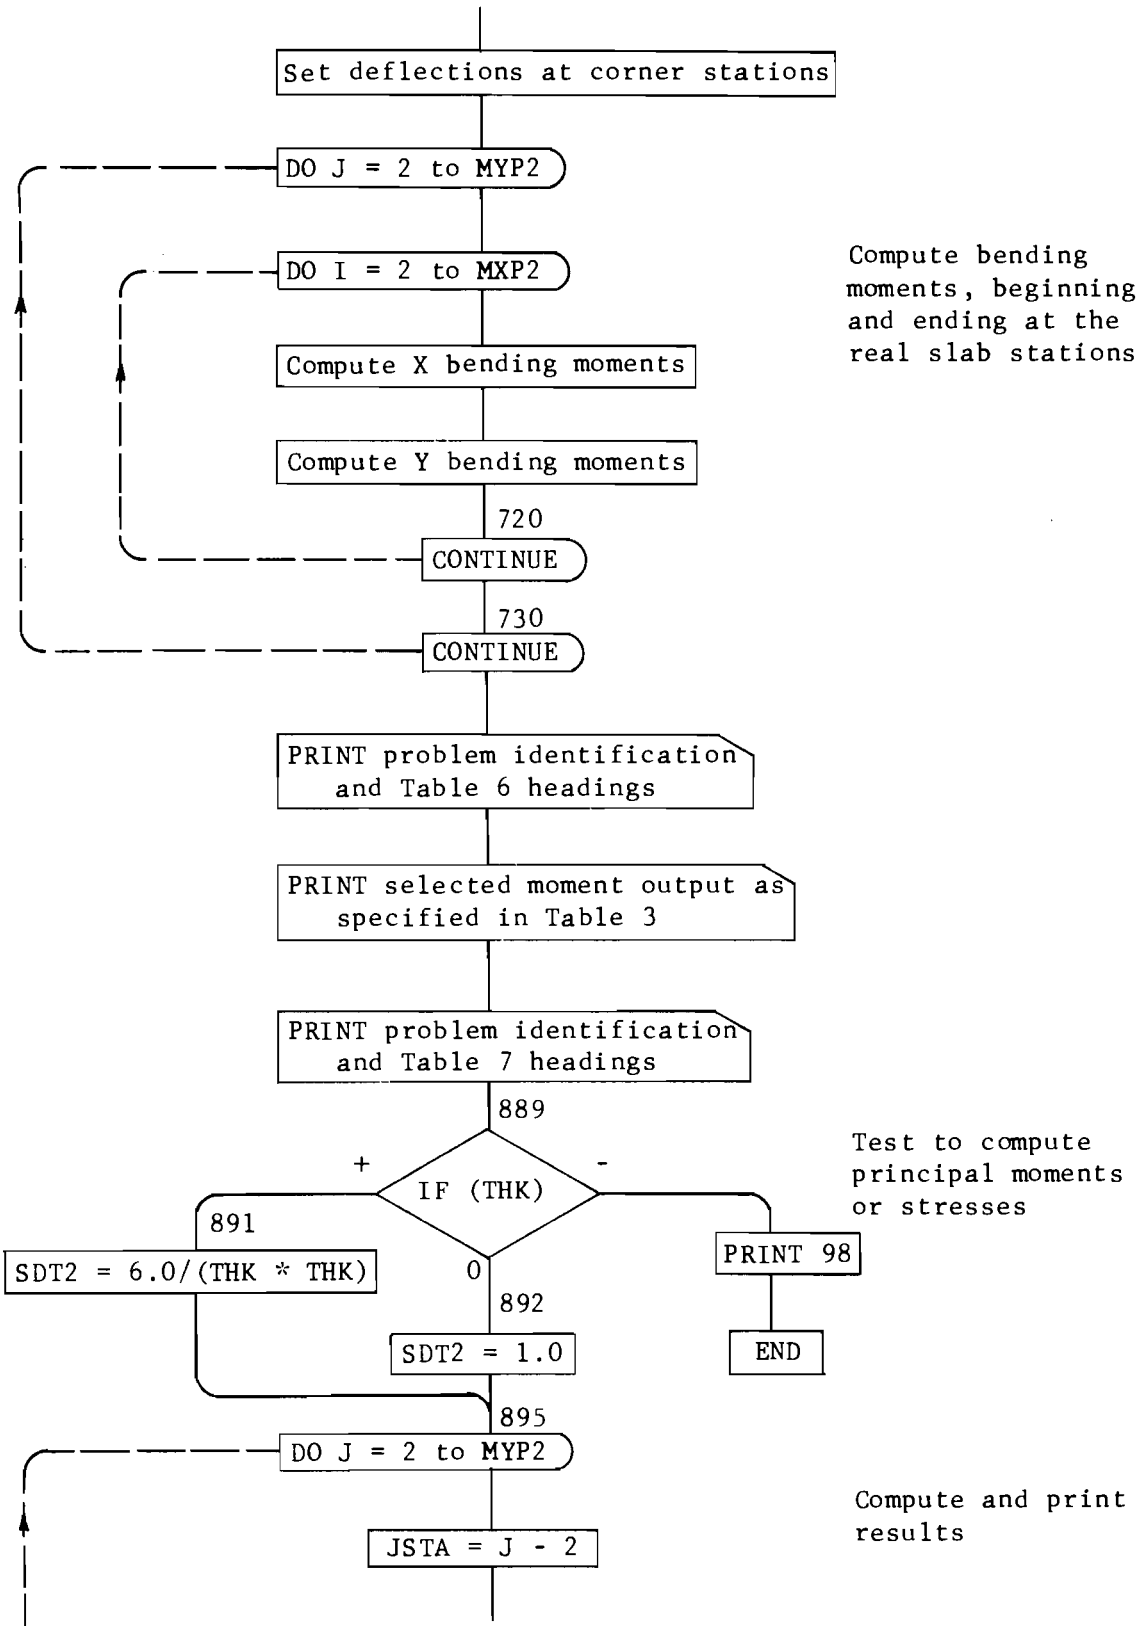 Set deflections at corner stations
DO J = 2 to MYP2
DO I = 2 to MXP2
Compute bending
moments, beginning
and ending at the
real slab stations
Compute X bending moments
Compute Y bending moments
720
CONTINUE
730
CONTINUE
PRINT problem identification
and Table 6 headings
PRINT selected moment output as
specified in Table 3
PRINT problem identification
and Table 7 headings
889
Test to compute
principal moments
or stresses
+
-
IF (THK)
891
PRINT 98
SDT2 = 6.0/(THK * THK)
0
892
SDT2 = 1.0
END
895
DO J = 2 to MYP2
Compute and print
results
JSTA = J - 2